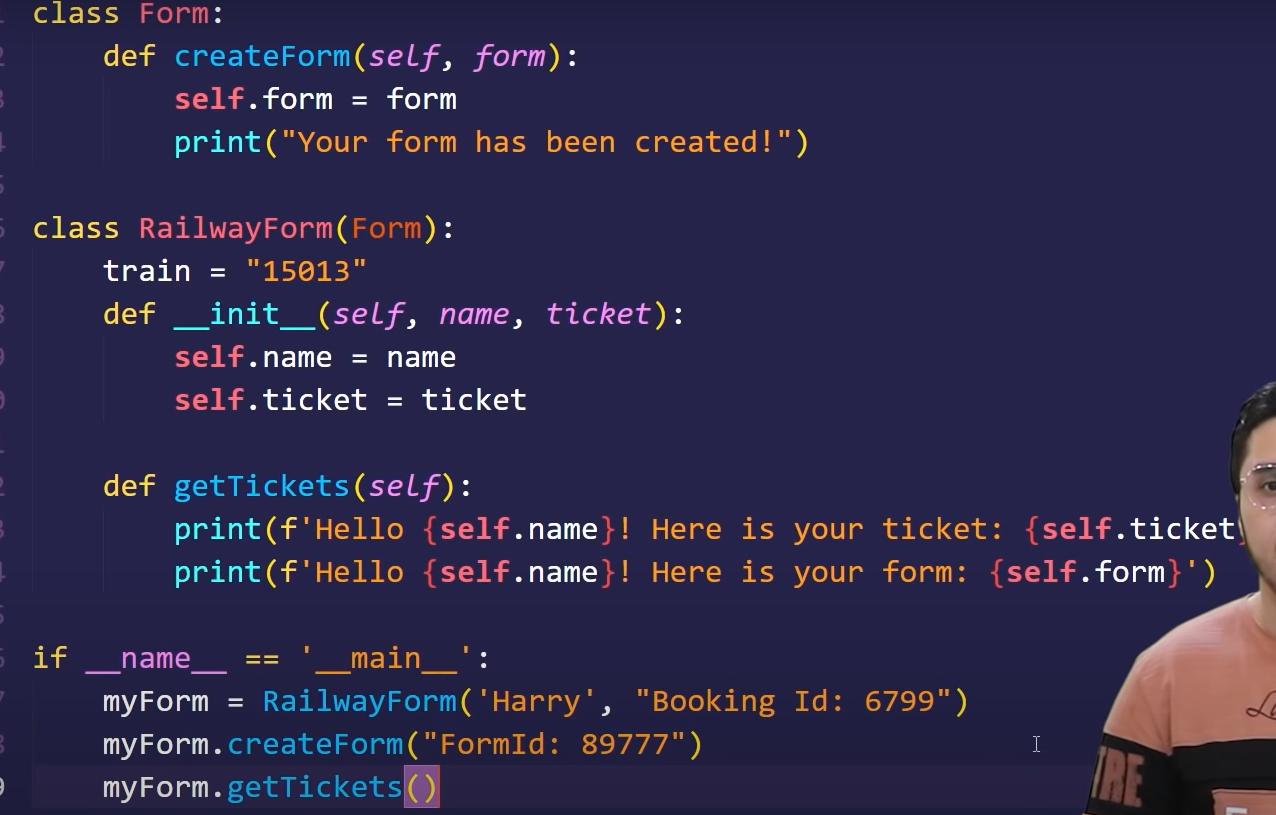 class Form:
    def createForm(self, form):
        self.form = form
        print("Your form has been created!")
class RailwayForm(Form):
    train = "15013"
    def __init__(self, name, ticket):
        self.name = name
        self.ticket = ticket
    def getTickets(self):
        print(f'Hello {self.name}! Here is your ticket: {self.ticket
        print(f'Hello {self.name}! Here is your form: {self.form}')
if __name__ == '__main__':
    myForm = RailwayForm('Harry', "Booking Id: 6799")
    myForm.createForm("FormId: 89777")
    myForm.getTickets()